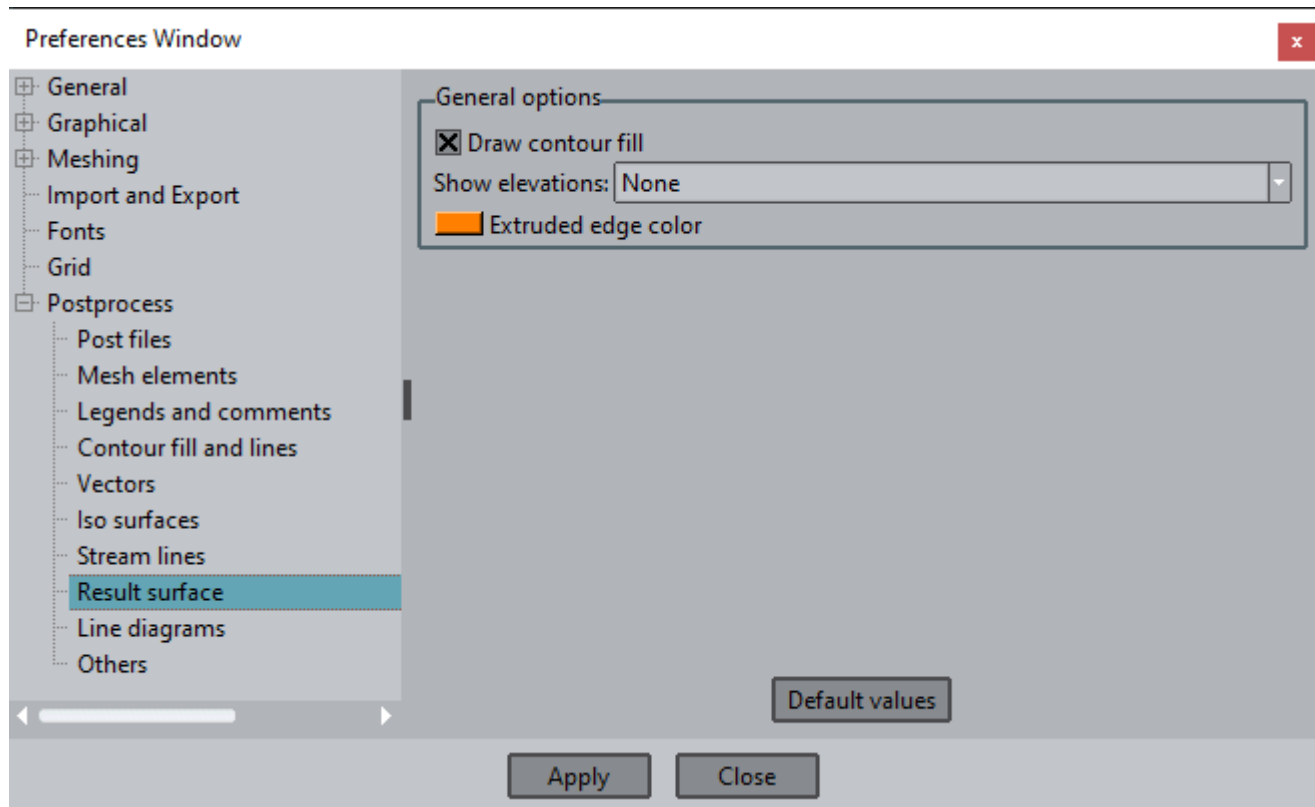 Preferences Window
x
General
Graphical
Meshing
Import and Export
Fonts
Grid
Postprocess
Post files
Mesh elements
Legends and comments
Contour fill and lines
Vectors
Iso surfaces
Stream lines
Result surface
Line diagrams
Others
General options
Draw contour fill
Show elevations: None
Extruded edge color
Default values
Apply Close